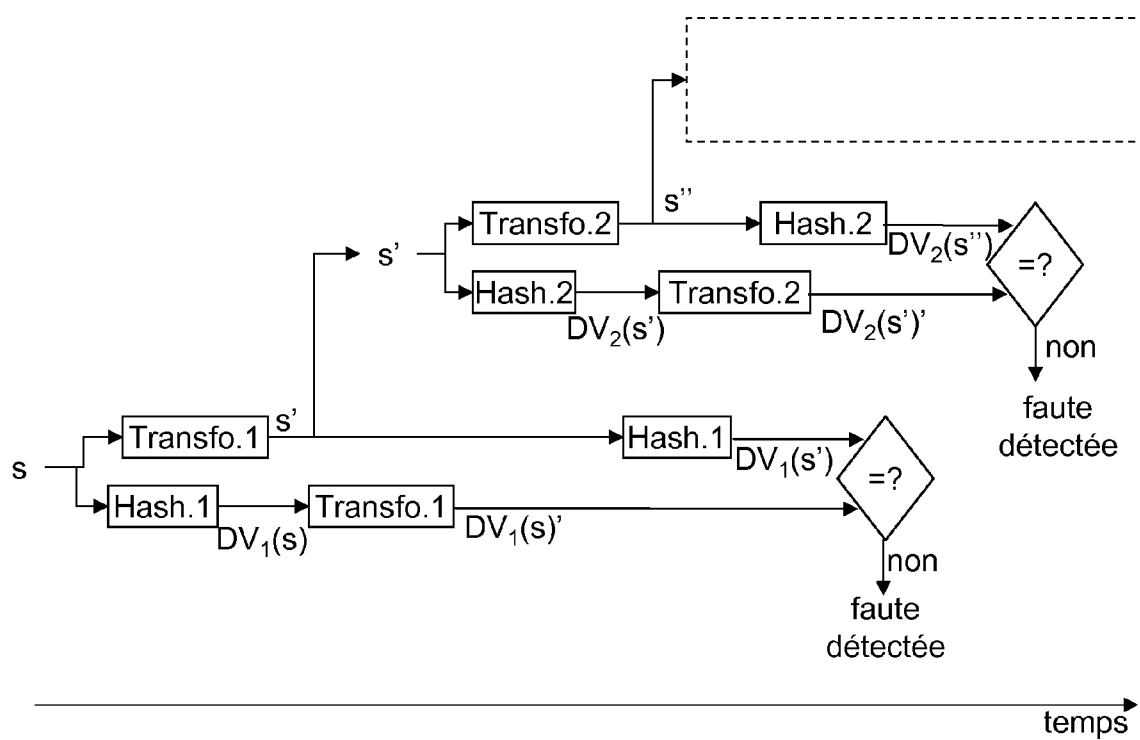 s’’
Transfo.2
Hash.2
DV₂(s’’)
s’
=?
Hash.2
Transfo.2
DV₂(s’)
DV₂(s’)’
non
faute
détectée
s’
Transfo.1
Hash.1
DV₁(s’)
s
=?
Hash.1
Transfo.1
DV₁(s)
DV₁(s)’
non
faute
détectée
temps